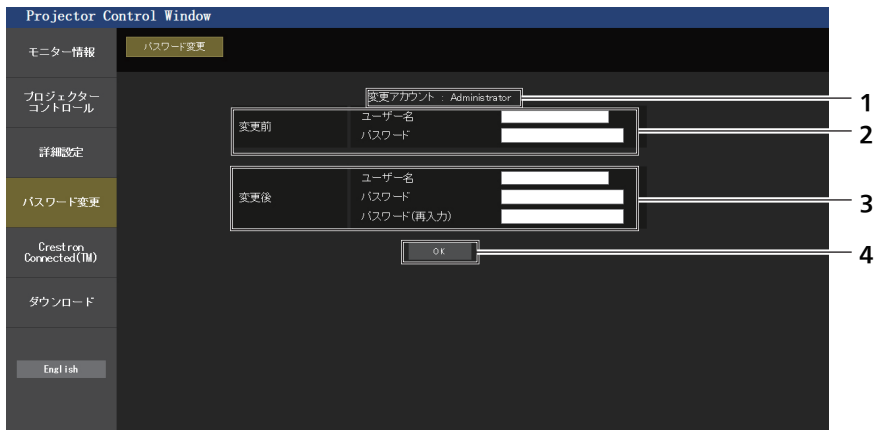 Projector Control Window
モニター情報
パスワード変更
プロジェクター
コントロール
詳細設定
パスワード変更
Crestron
Connected(TM)
ダウンロード
English
変更アカウント : Administrator
変更前
ユーザー名
パスワード
変更後
ユーザー名
パスワード
パスワード(再入力)
OK
1
2
3
4